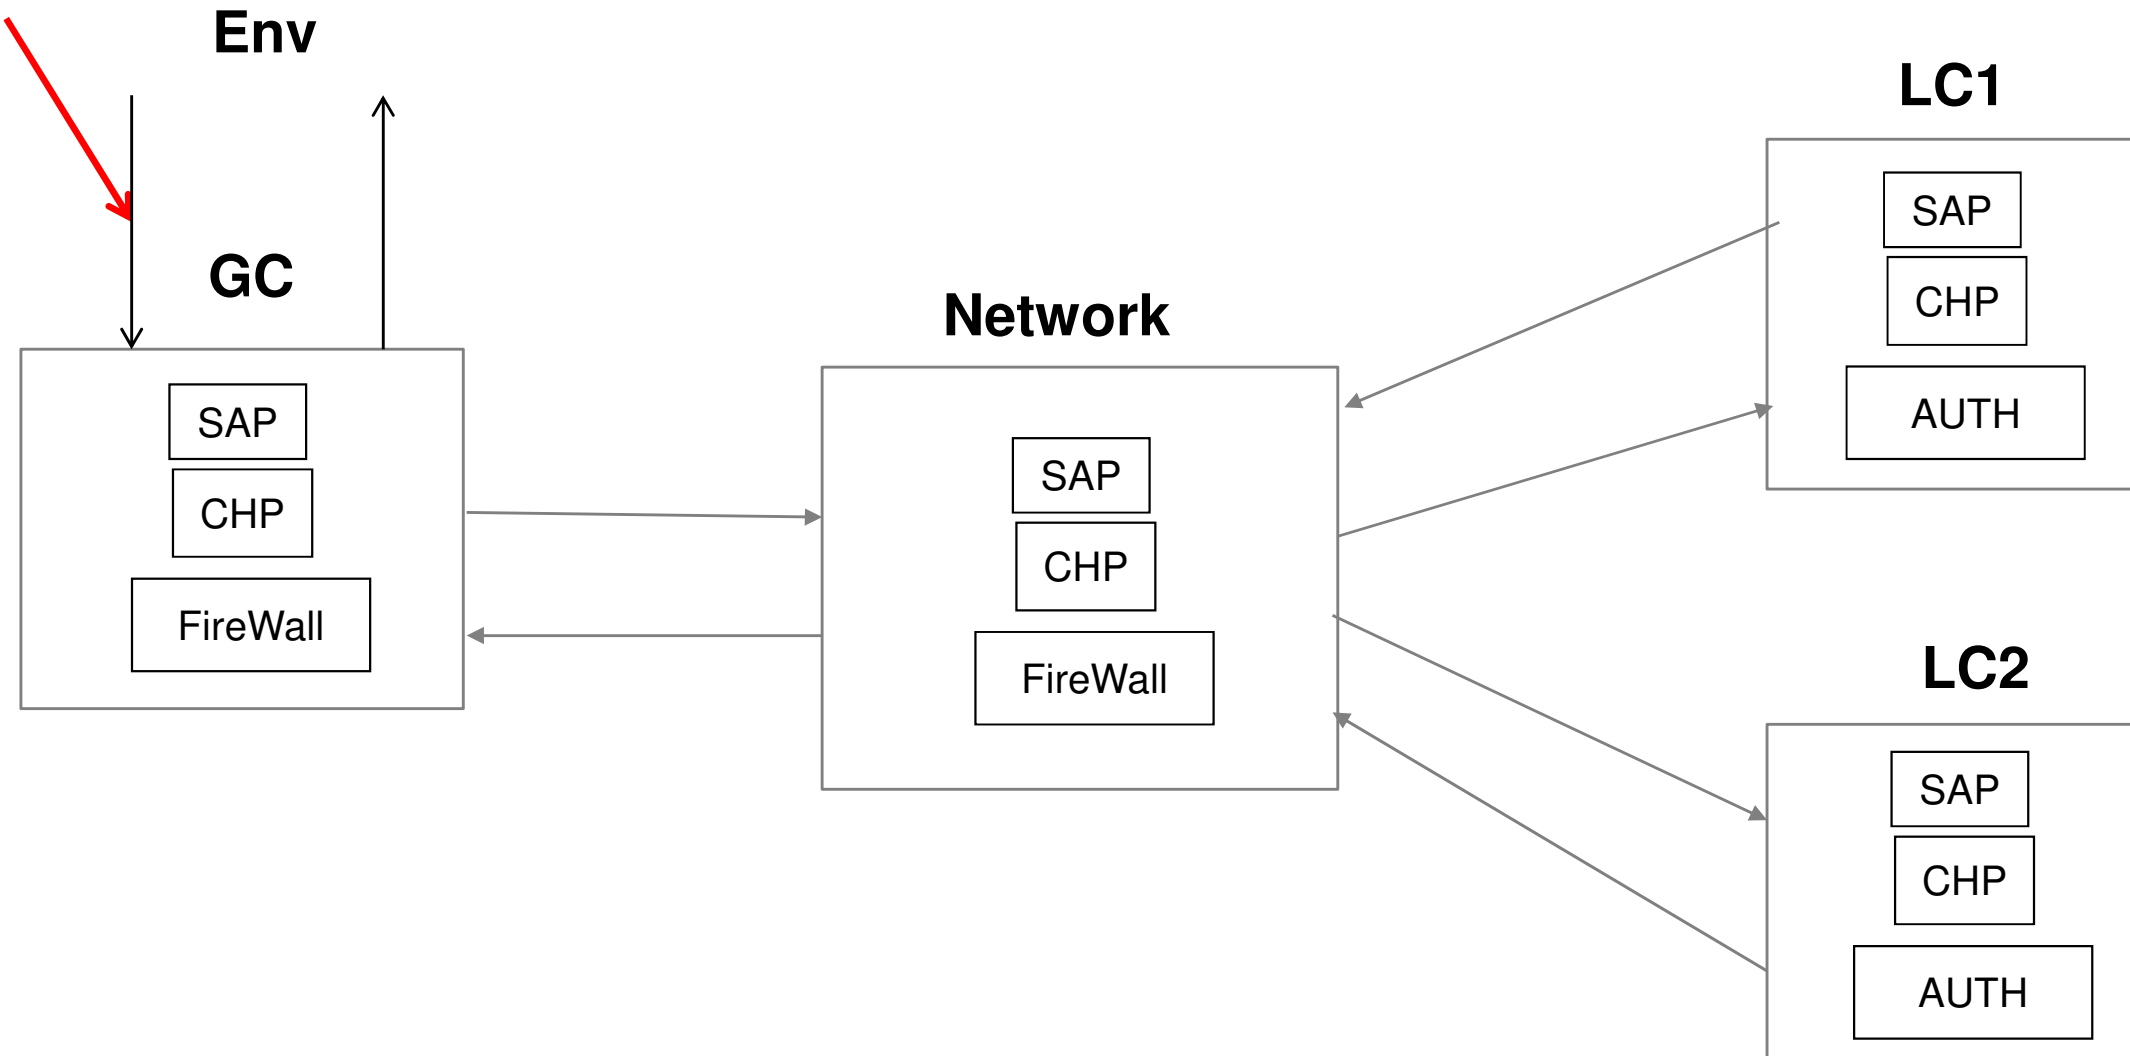 Env
GC
SAP
CHP
FireWall
Network
SAP
CHP
FireWall
LC1
SAP
CHP
AUTH
LC2
SAP
CHP
AUTH